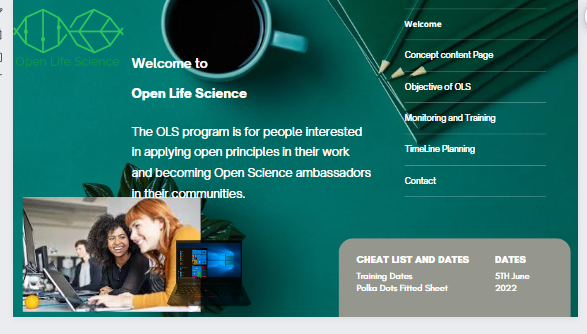 Open Life Science
Welcome to
Open Life Science
The OLS program is for people interested
in applying open principles in their work
and becoming Open Science ambassadors
in their communities.
Welcome
Concept content Page
Objective of OLS
Monitoring and Training
TimeLine Planning
Contact
CHEAT LIST AND DATES
DATES
Training Dates
5TH June
Polka Dots Fitted Sheet
2022